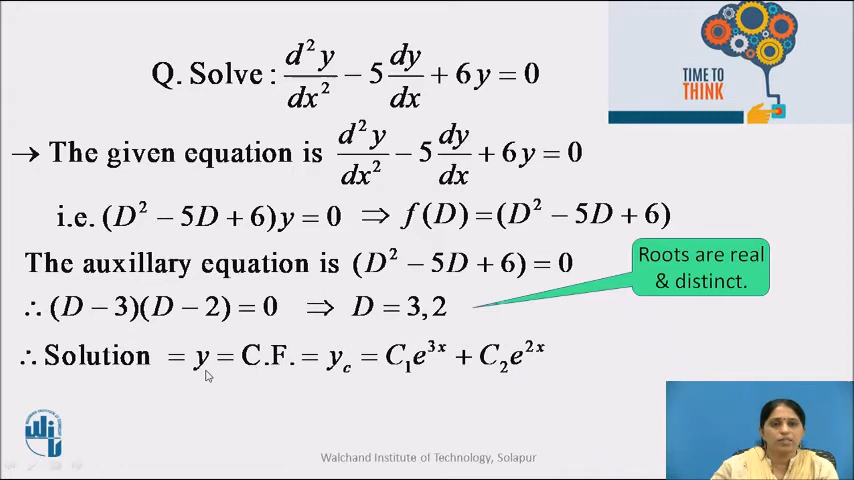 Q. Solve : d²y/dx² − 5 dy/dx + 6y = 0
TIME TO
THINK
→ The given equation is d²y/dx² − 5 dy/dx + 6y = 0
i.e. (D² − 5D + 6)y = 0 ⇒ f(D) = (D² − 5D + 6)
The auxillary equation is (D² − 5D + 6) = 0
Roots are real
& distinct.
∴ (D − 3)(D − 2) = 0 ⇒ D = 3, 2
∴ Solution = y = C.F. = y_c = C₁e^{3x} + C₂e^{2x}
Walchand Institute of Technology, Solapur